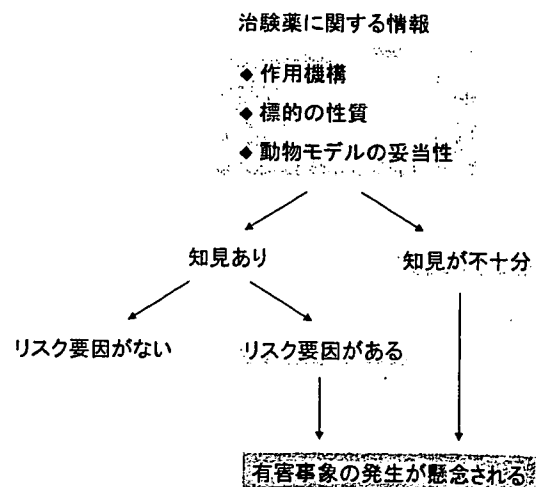 治験薬に関する情報
◆ 作用機構
◆ 標的の性質
◆ 動物モデルの妥当性
知見あり
知見が不十分
リスク要因がない
リスク要因がある
有害事象の発生が懸念される